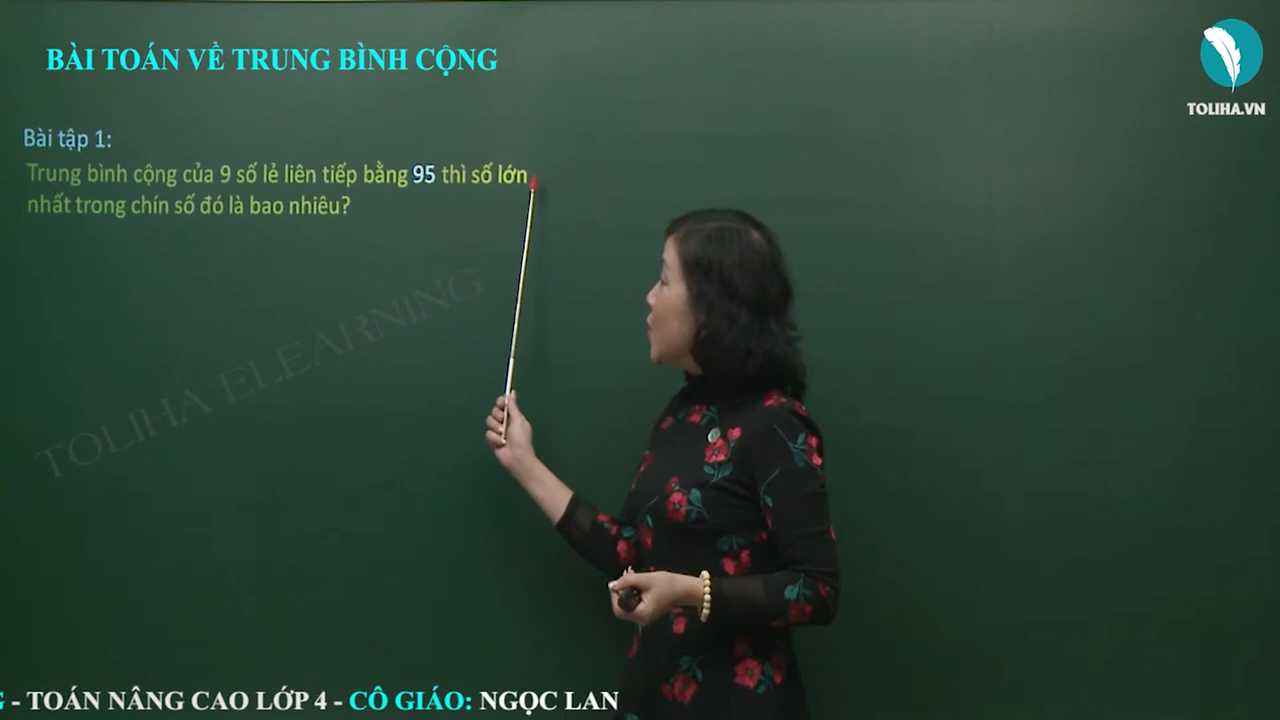 BÀI TOÁN VỀ TRUNG BÌNH CỘNG
TOLIHA.VN
Bài tập 1:
Trung bình cộng của 9 số lẻ liên tiếp bằng 95 thì số lớn
nhất trong chín số đó là bao nhiêu?
TOLIHA ELEARNING
G - TOÁN NÂNG CAO LỚP 4 - CÔ GIÁO: NGỌC LAN